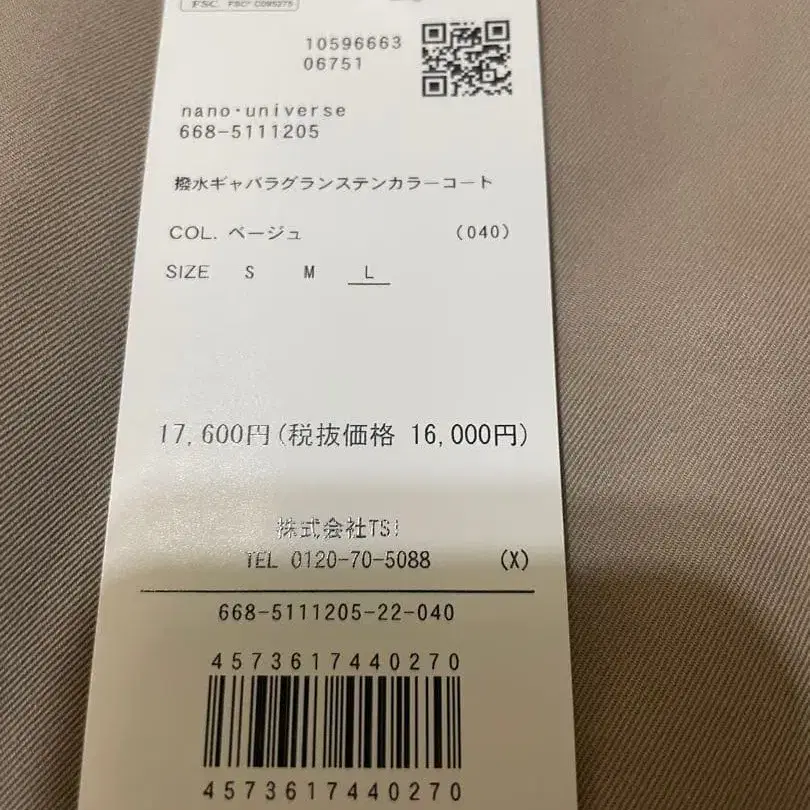 FSC
FSC® C095275
10596663
06751
nano・universe
668-5111205
撥水ギャバラグランステンカラーコート
COL. ベージュ (040)
SIZE S M L
17,600円(税抜価格 16,000円)
株式会社TSI
TEL 0120-70-5088 (X)
668-5111205-22-040
4573617440270
4573617440270